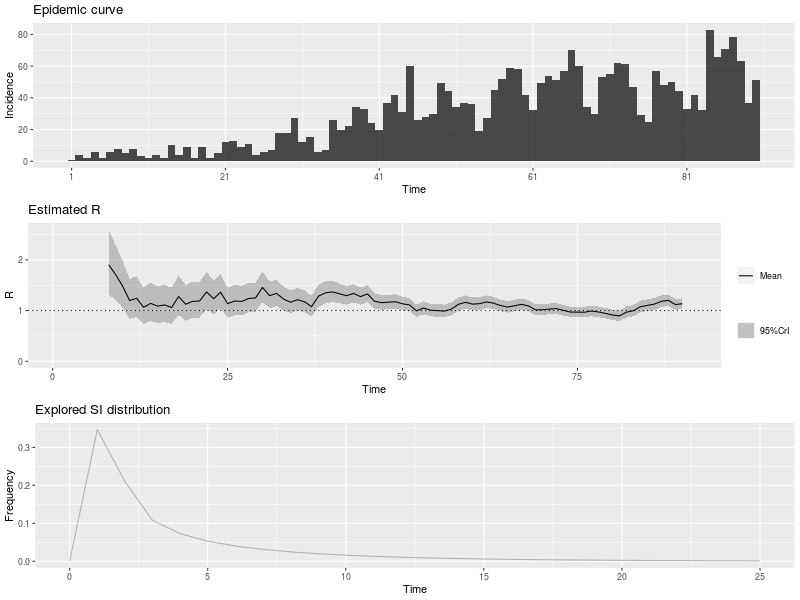 Epidemic curve
80
60
40
20
0
Incidence
1 21 41 61 81
Time
Estimated R
2
1
0
R
0 25 50 75
Time
Mean
95%CrI
Explored SI distribution
0.3
0.2
0.1
0.0
Frequency
0 5 10 15 20 25
Time